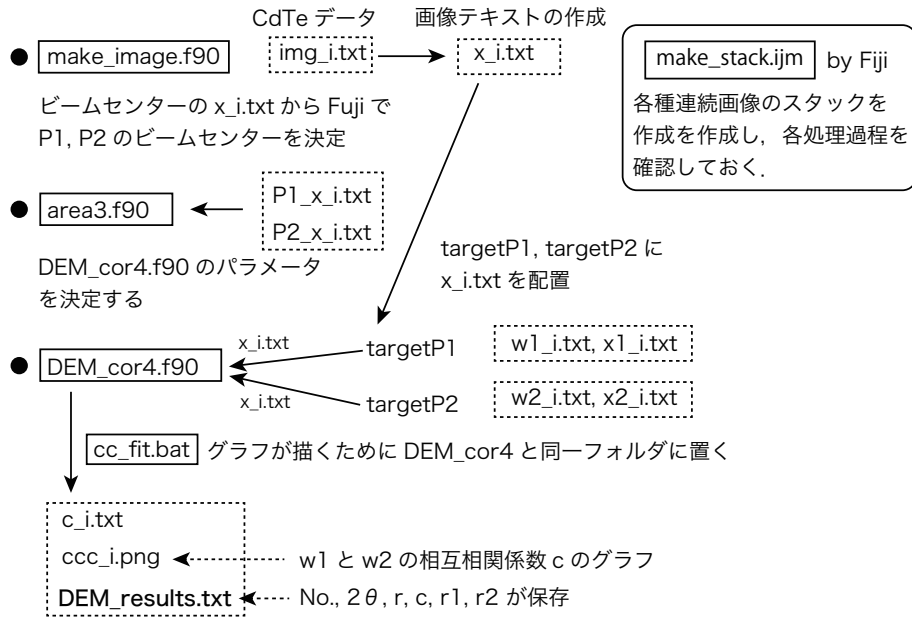 CdTe データ
画像テキストの作成
● make_image.f90
img_i.txt
x_i.txt
ビームセンターの x_i.txt から Fuji で
P1, P2 のビームセンターを決定
make_stack.ijm by Fiji
各種連続画像のスタックを
作成を作成し，各処理過程を
確認しておく．
● area3.f90
P1_x_i.txt
P2_x_i.txt
DEM_cor4.f90 のパラメータ
を決定する
targetP1, targetP2 に
x_i.txt を配置
● DEM_cor4.f90
x_i.txt
targetP1
w1_i.txt, x1_i.txt
x_i.txt
targetP2
w2_i.txt, x2_i.txt
cc_fit.bat グラフが描くために DEM_cor4 と同一フォルダに置く
c_i.txt
ccc_i.png
w1 と w2 の相互相関係数 c のグラフ
DEM_results.txt
No., 2θ, r, c, r1, r2 が保存